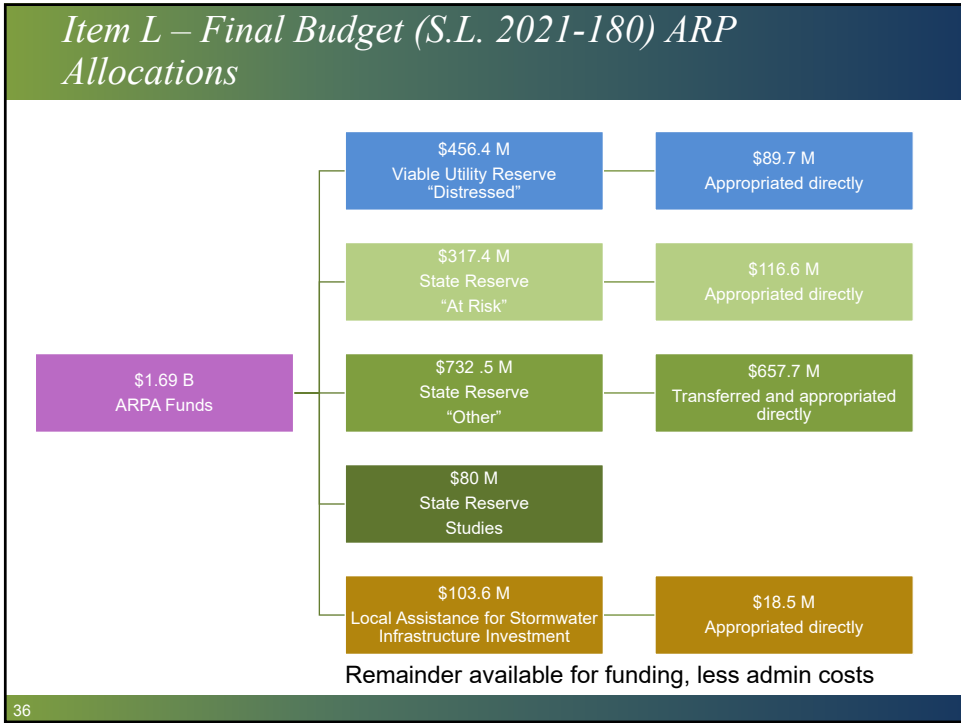 Item L – Final Budget (S.L. 2021-180) ARP
Allocations
$1.69 B
ARPA Funds
$456.4 M
Viable Utility Reserve
“Distressed”
$89.7 M
Appropriated directly
$317.4 M
State Reserve
“At Risk”
$116.6 M
Appropriated directly
$732 .5 M
State Reserve
“Other”
$657.7 M
Transferred and appropriated
directly
$80 M
State Reserve
Studies
$103.6 M
Local Assistance for Stormwater
Infrastructure Investment
$18.5 M
Appropriated directly
Remainder available for funding, less admin costs
36